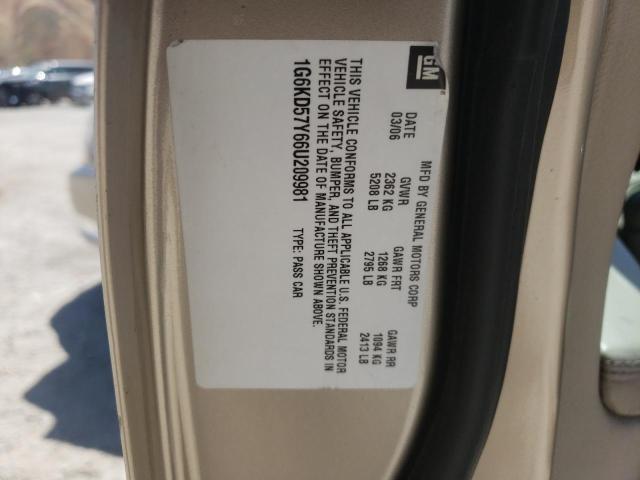 GM
MFD BY GENERAL MOTORS CORP
DATE GVWR GAWR FRT GAWR RR
03/06 2362 KG 1268 KG 1094 KG
5208 LB 2795 LB 2413 LB
THIS VEHICLE CONFORMS TO ALL APPLICABLE U.S. FEDERAL MOTOR
VEHICLE SAFETY, BUMPER, AND THEFT PREVENTION STANDARDS IN
EFFECT ON THE DATE OF MANUFACTURE SHOWN ABOVE.
1G6KD57Y66U209981 TYPE: PASS CAR